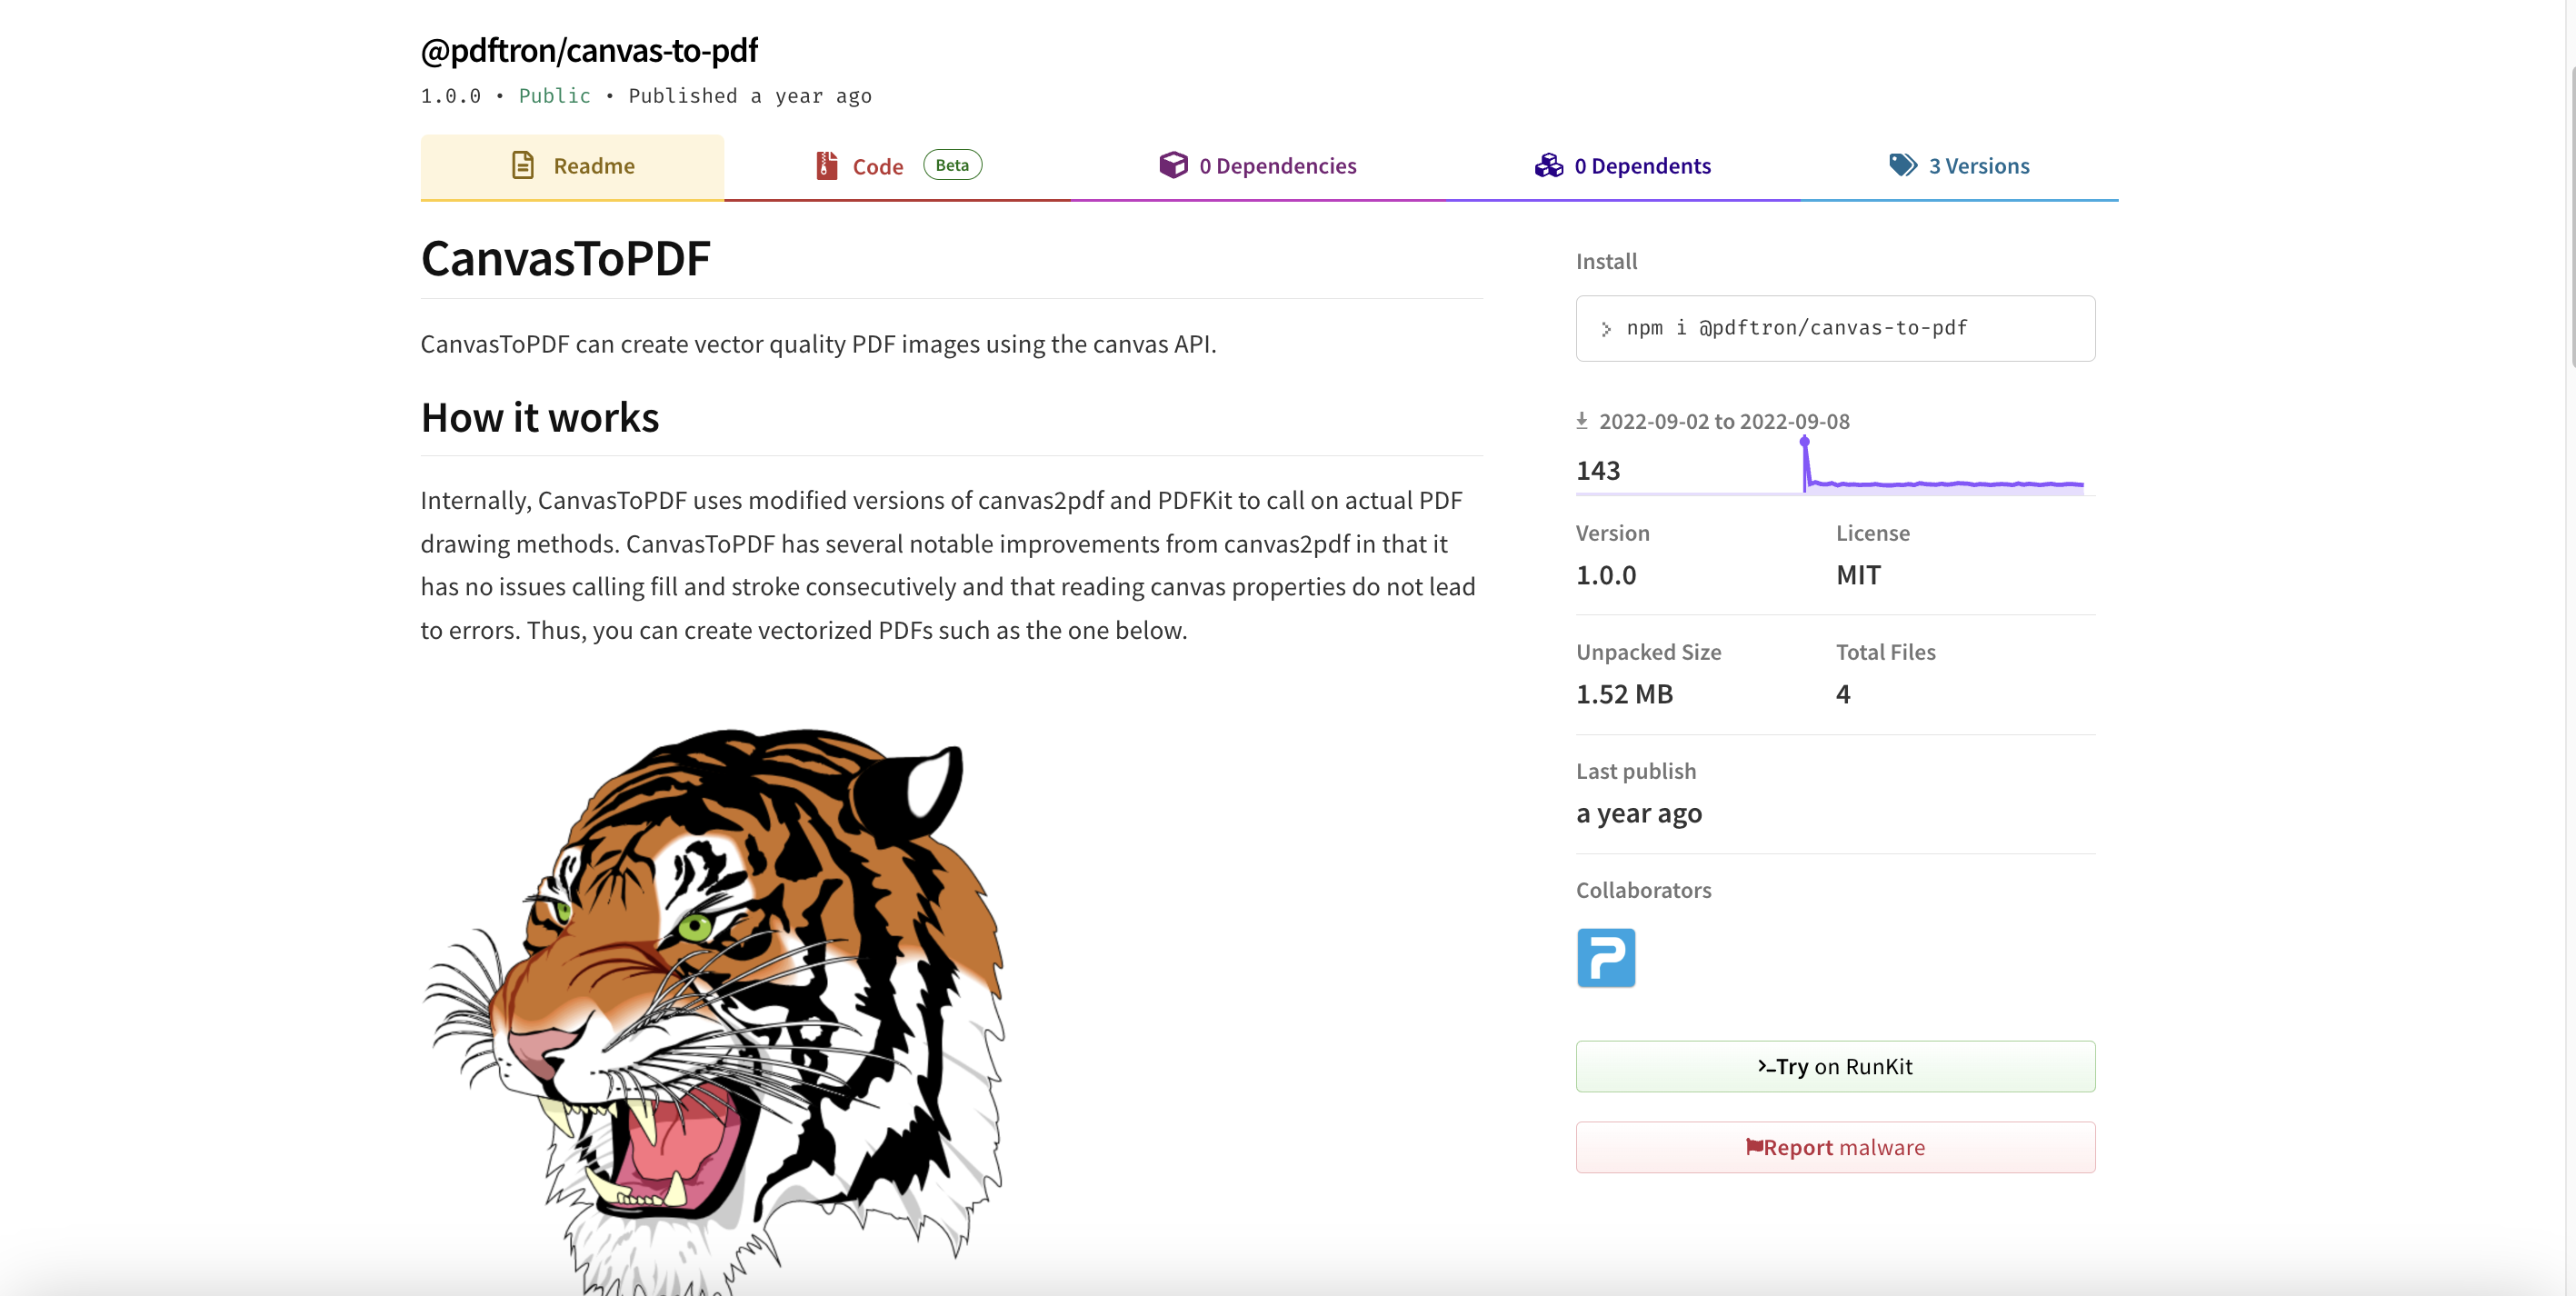 @pdftron/canvas-to-pdf
1.0.0 • Public • Published a year ago
Readme
Code Beta
0 Dependencies
0 Dependents
3 Versions
CanvasToPDF
CanvasToPDF can create vector quality PDF images using the canvas API.
How it works
Internally, CanvasToPDF uses modified versions of canvas2pdf and PDFKit to call on actual PDF
drawing methods. CanvasToPDF has several notable improvements from canvas2pdf in that it
has no issues calling fill and stroke consecutively and that reading canvas properties do not lead
to errors. Thus, you can create vectorized PDFs such as the one below.
Install
npm i @pdftron/canvas-to-pdf
2022-09-02 to 2022-09-08
143
Version
License
1.0.0
MIT
Unpacked Size
Total Files
1.52 MB
4
Last publish
a year ago
Collaborators
Try on RunKit
Report malware